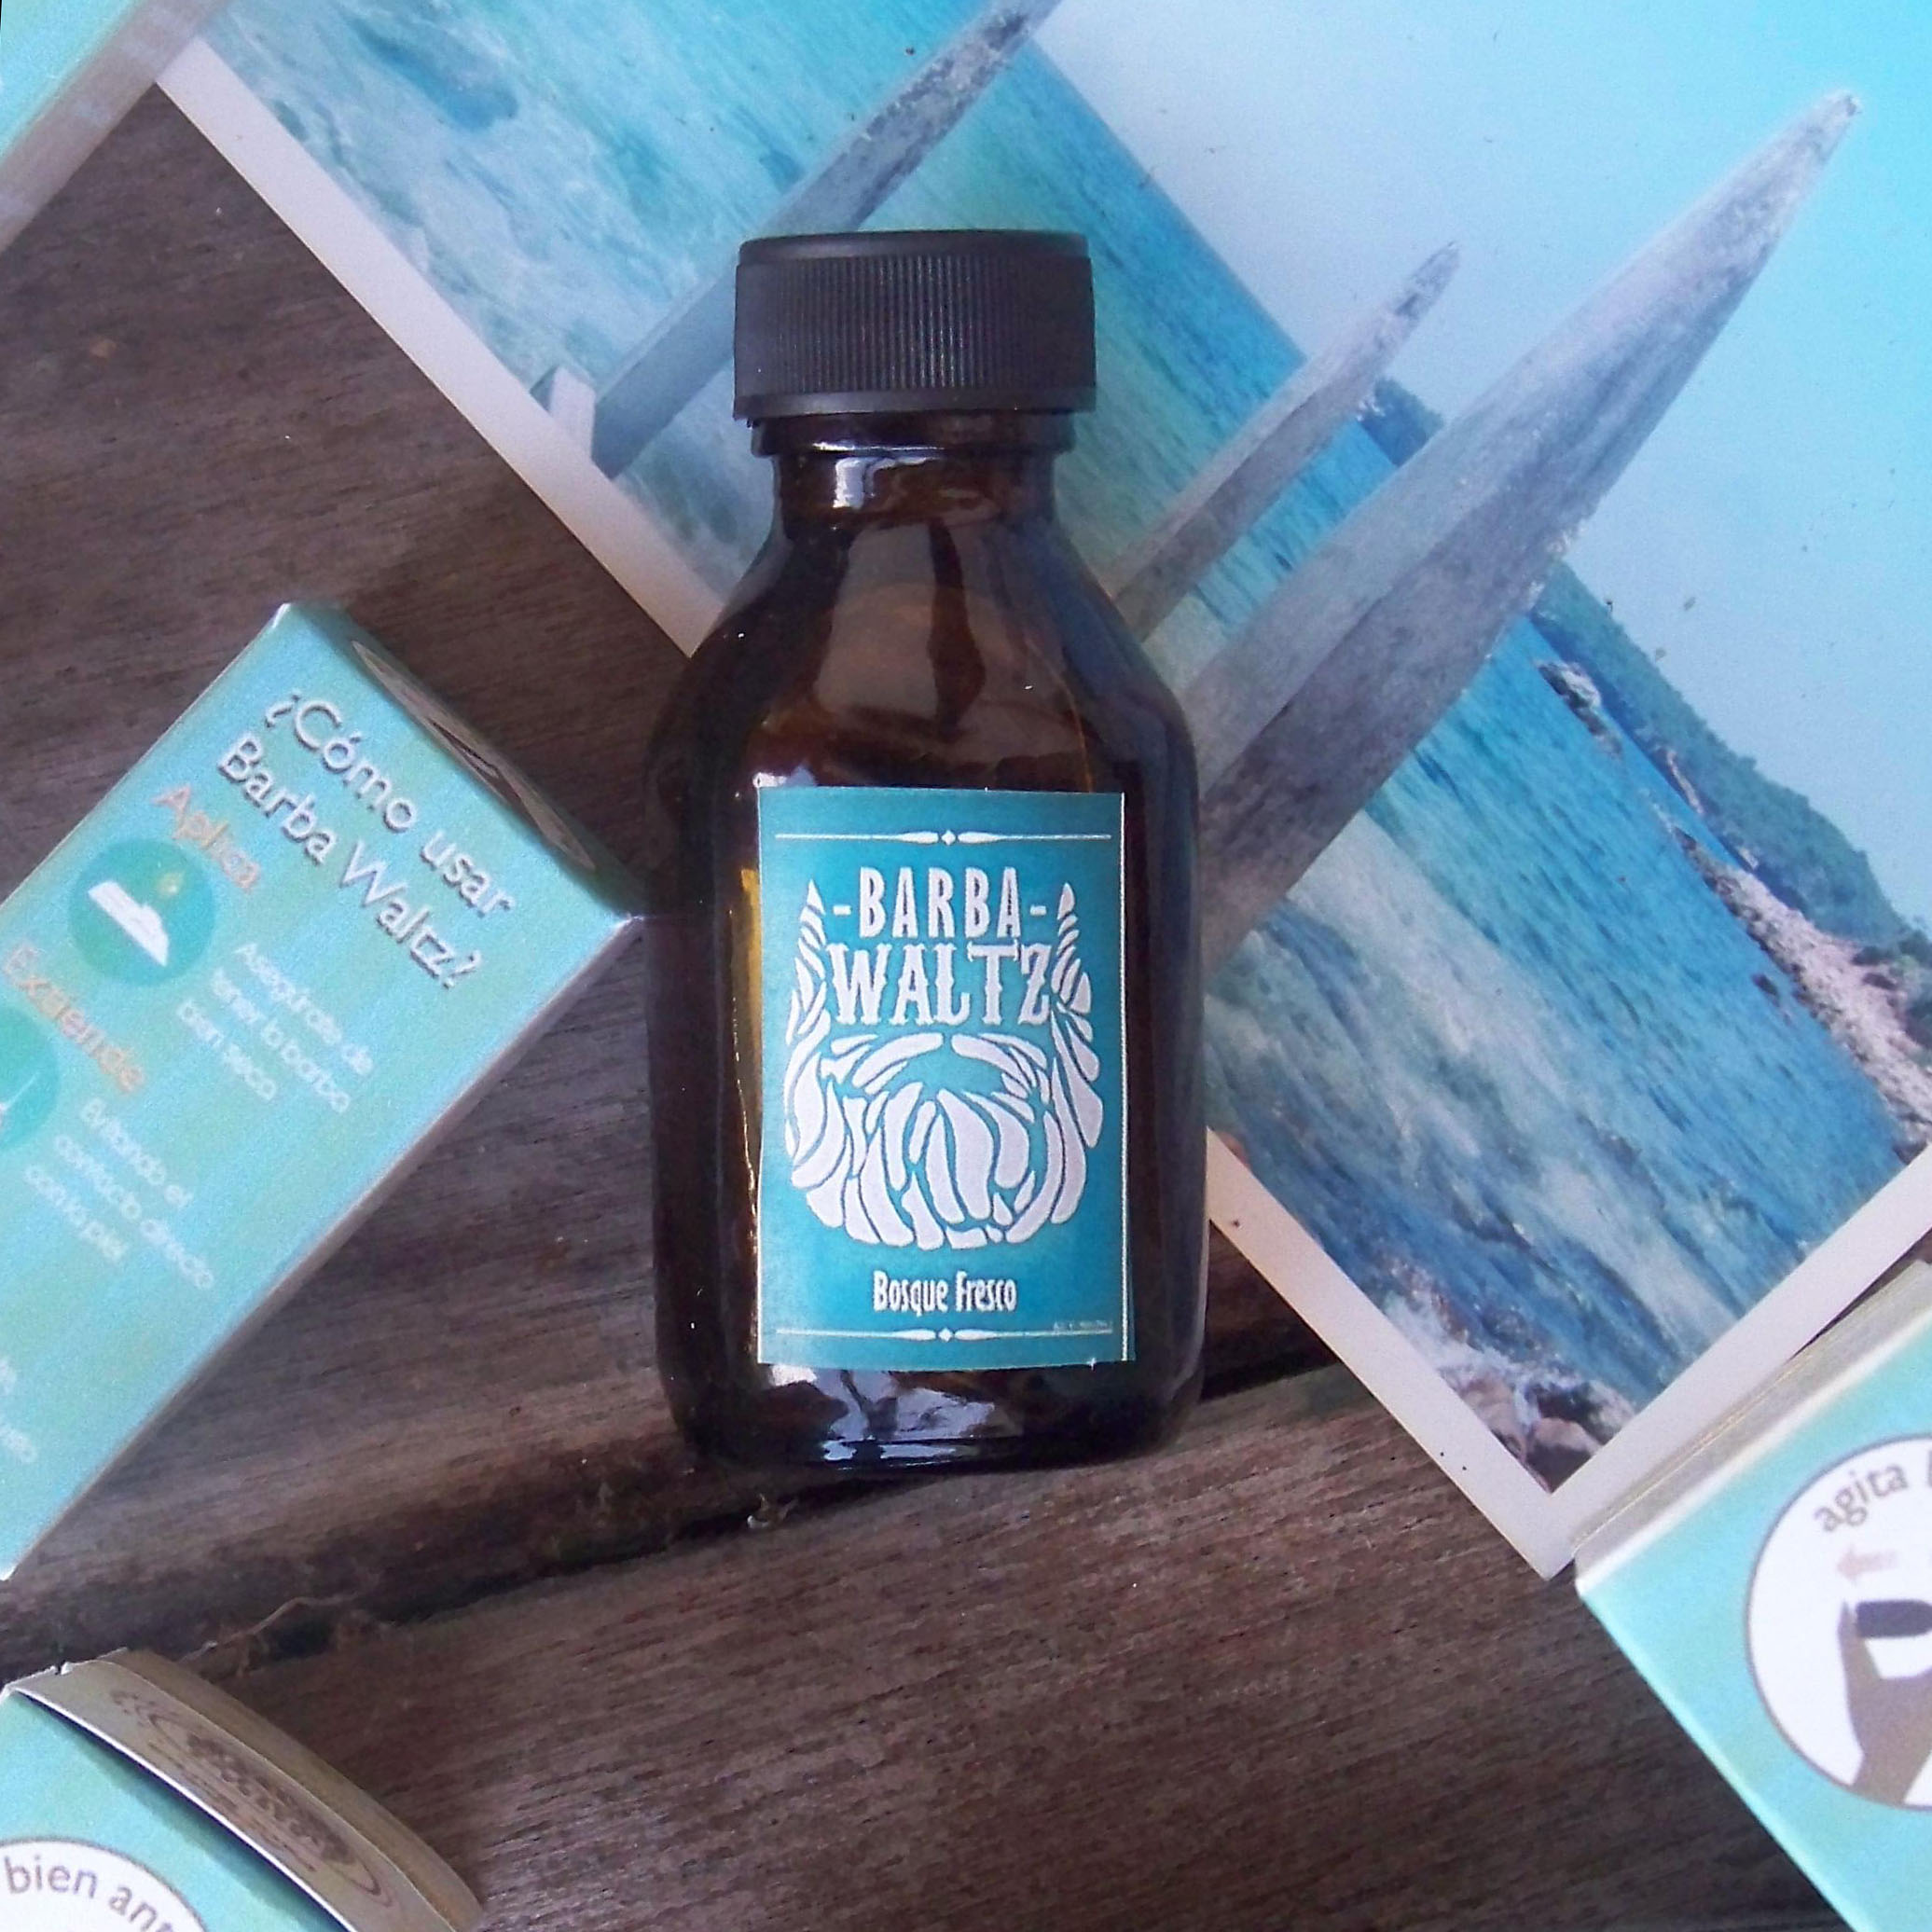 -BARBA-
WALTZ
Bosque Fresco
¿Cómo usar
Barba Waltz?
Aplica
Asegúrate de
tener la barba
bien seca
Extiende
Evitando el
contacto directo
con la piel
agita
bien